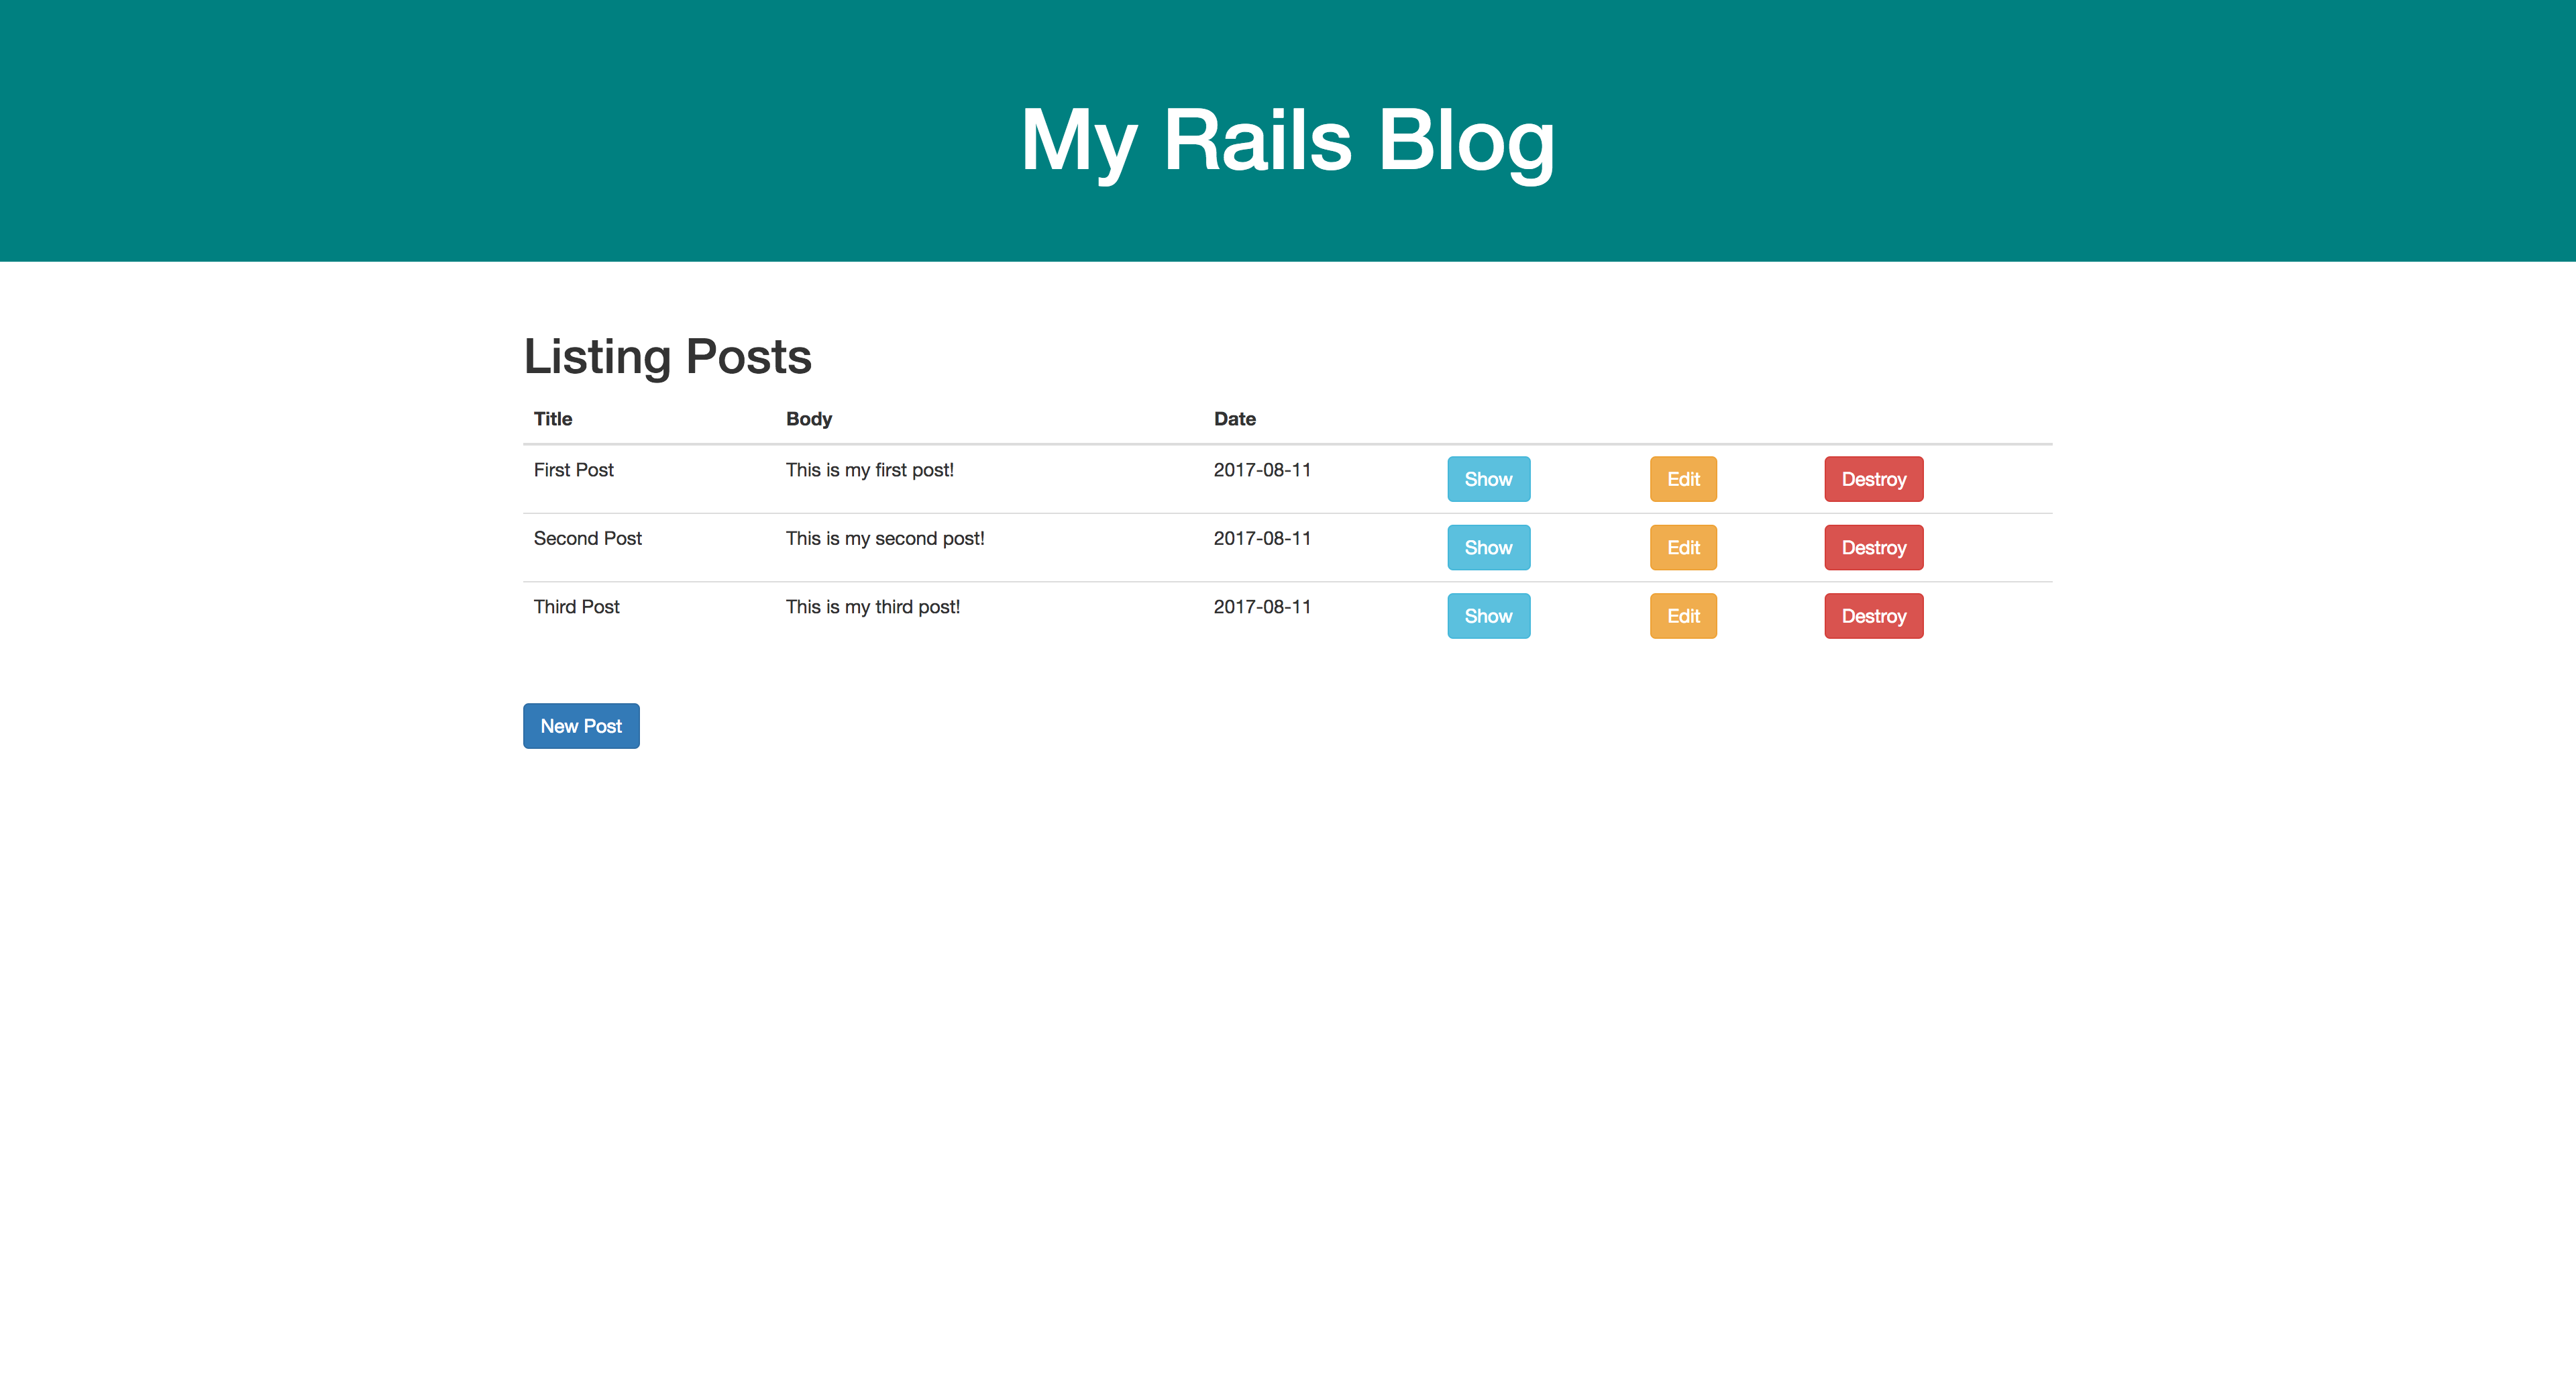 My Rails Blog
Listing Posts
Title Body Date
First Post This is my first post! 2017-08-11 Show Edit Destroy
Second Post This is my second post! 2017-08-11 Show Edit Destroy
Third Post This is my third post! 2017-08-11 Show Edit Destroy
New Post